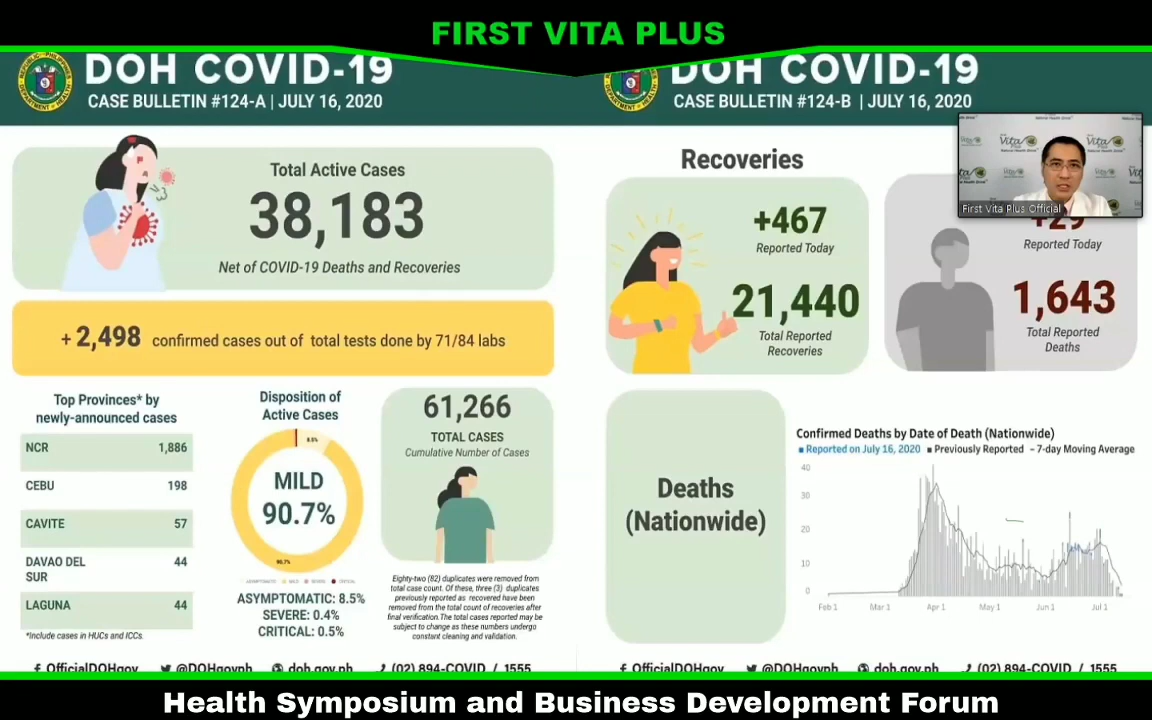 FIRST VITA PLUS
DOH COVID-19
CASE BULLETIN #124-A | JULY 16, 2020
Total Active Cases
38,183
Net of COVID-19 Deaths and Recoveries
+ 2,498 confirmed cases out of total tests done by 71/84 labs
Top Provinces* by
newly-announced cases
NCR 1,886
CEBU 198
CAVITE 57
DAVAO DEL
SUR 44
LAGUNA 44
*Include cases in HUCs and ICCs.
Disposition of
Active Cases
8.5%
MILD
90.7%
90.7%
ASYMPTOMATIC MILD SEVERE CRITICAL
ASYMPTOMATIC: 8.5%
SEVERE: 0.4%
CRITICAL: 0.5%
61,266
TOTAL CASES
Cumulative Number of Cases
Eighty-two (82) duplicates were removed from
total case count. Of these, three (3) duplicates
previously reported as recovered have been
removed from the total count of recoveries after
final verification.The total cases reported may be
subject to change as these numbers undergo
constant cleaning and validation.
OfficialDOHgov @DOHgovph doh.gov.ph (02) 894-COVID / 1555
DOH COVID-19
CASE BULLETIN #124-B | JULY 16, 2020
Vita
Plus
First Vita Plus Official
Recoveries
+467
Reported Today
21,440
Total Reported
Recoveries
+29
Reported Today
1,643
Total Reported
Deaths
Deaths
(Nationwide)
Confirmed Deaths by Date of Death (Nationwide)
Reported on July 16, 2020 Previously Reported – 7-day Moving Average
40
30
20
10
0
Feb 1 Mar 1 Apr 1 May 1 Jun 1 Jul 1
OfficialDOHgov @DOHgovph doh.gov.ph (02) 894-COVID / 1555
Health Symposium and Business Development Forum